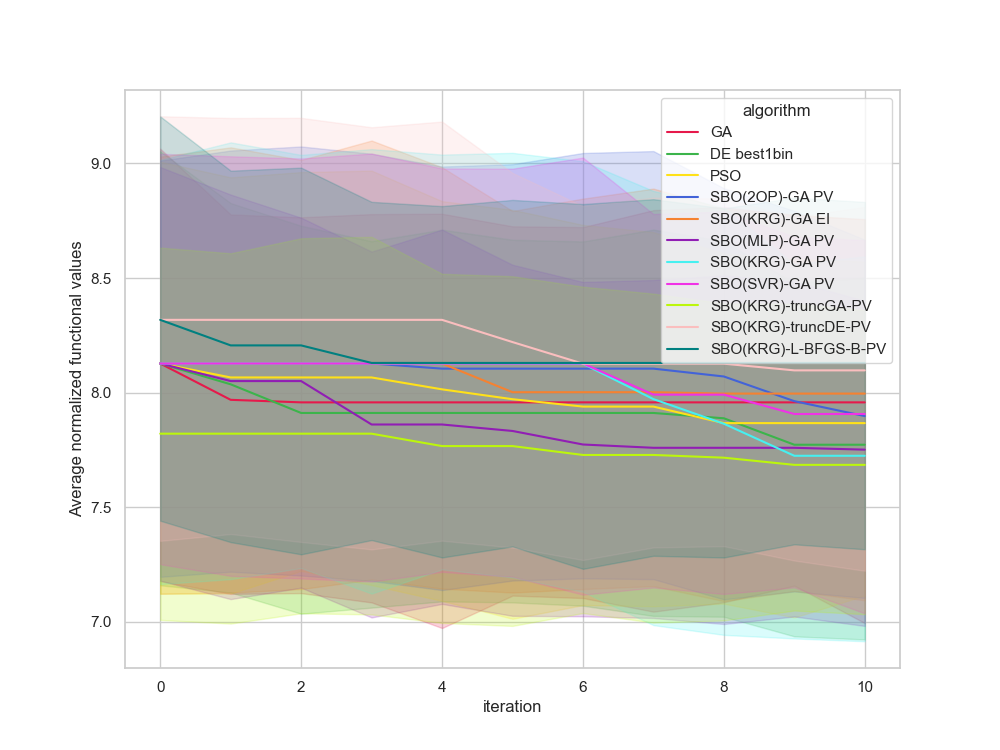 algorithm
GA
DE best1bin
PSO
SBO(2OP)-GA PV
SBO(KRG)-GA EI
SBO(MLP)-GA PV
SBO(KRG)-GA PV
SBO(SVR)-GA PV
SBO(KRG)-truncGA-PV
SBO(KRG)-truncDE-PV
SBO(KRG)-L-BFGS-B-PV
Average normalized functional values
9.0
8.5
8.0
7.5
7.0
0 2 4 6 8 10
iteration